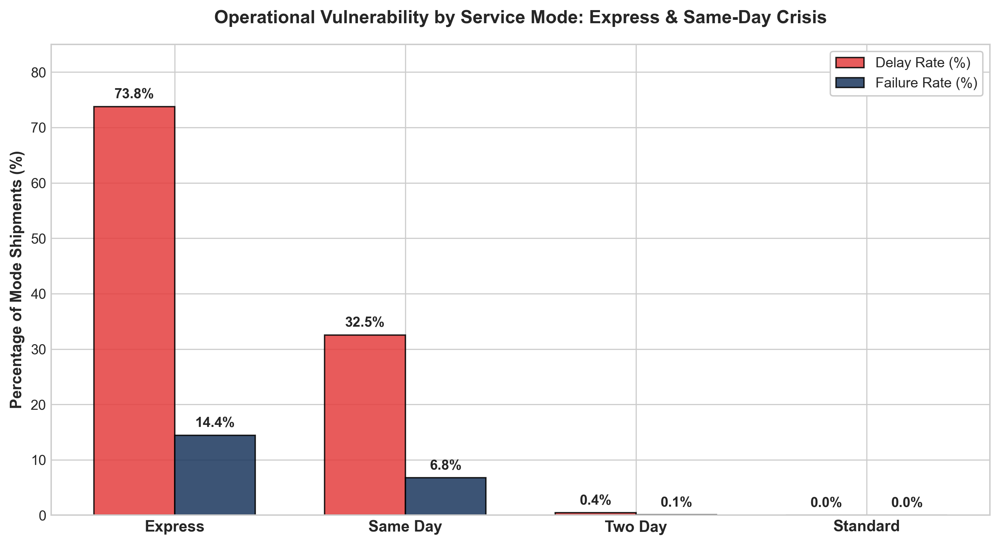 Operational Vulnerability by Service Mode: Express & Same-Day Crisis
Delay Rate (%)
Failure Rate (%)
Percentage of Mode Shipments (%)
80
70
60
50
40
30
20
10
0
73.8%
14.4%
32.5%
6.8%
0.4%
0.1%
0.0%
0.0%
Express
Same Day
Two Day
Standard